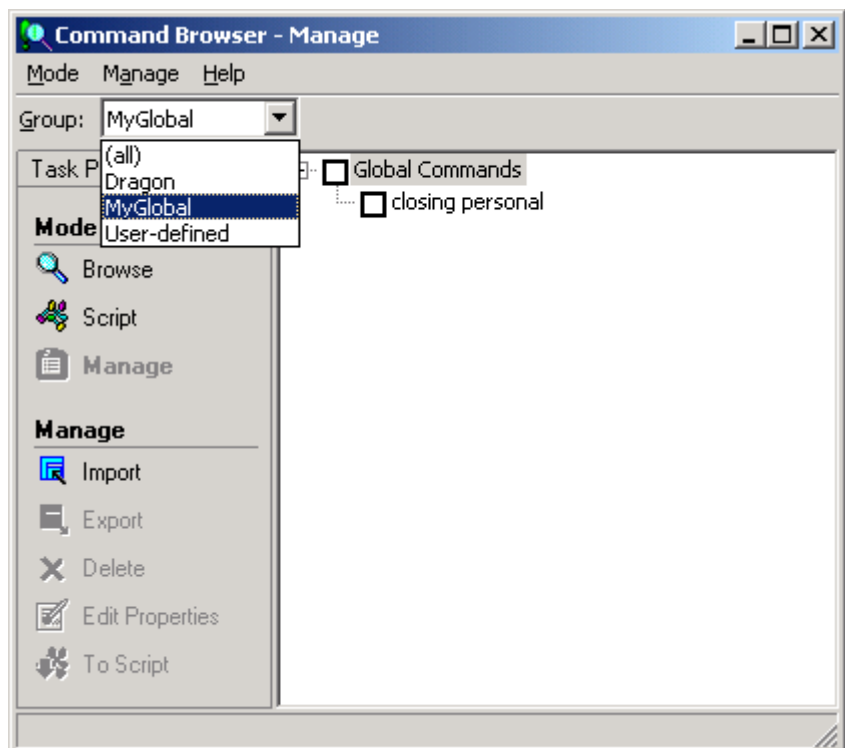 Command Browser - Manage
Mode Manage Help
Group: MyGlobal
(all)
Dragon
MyGlobal
User-defined
Task P
Mode
Browse
Script
Manage
Manage
Import
Export
Delete
Edit Properties
To Script
Global Commands
closing personal